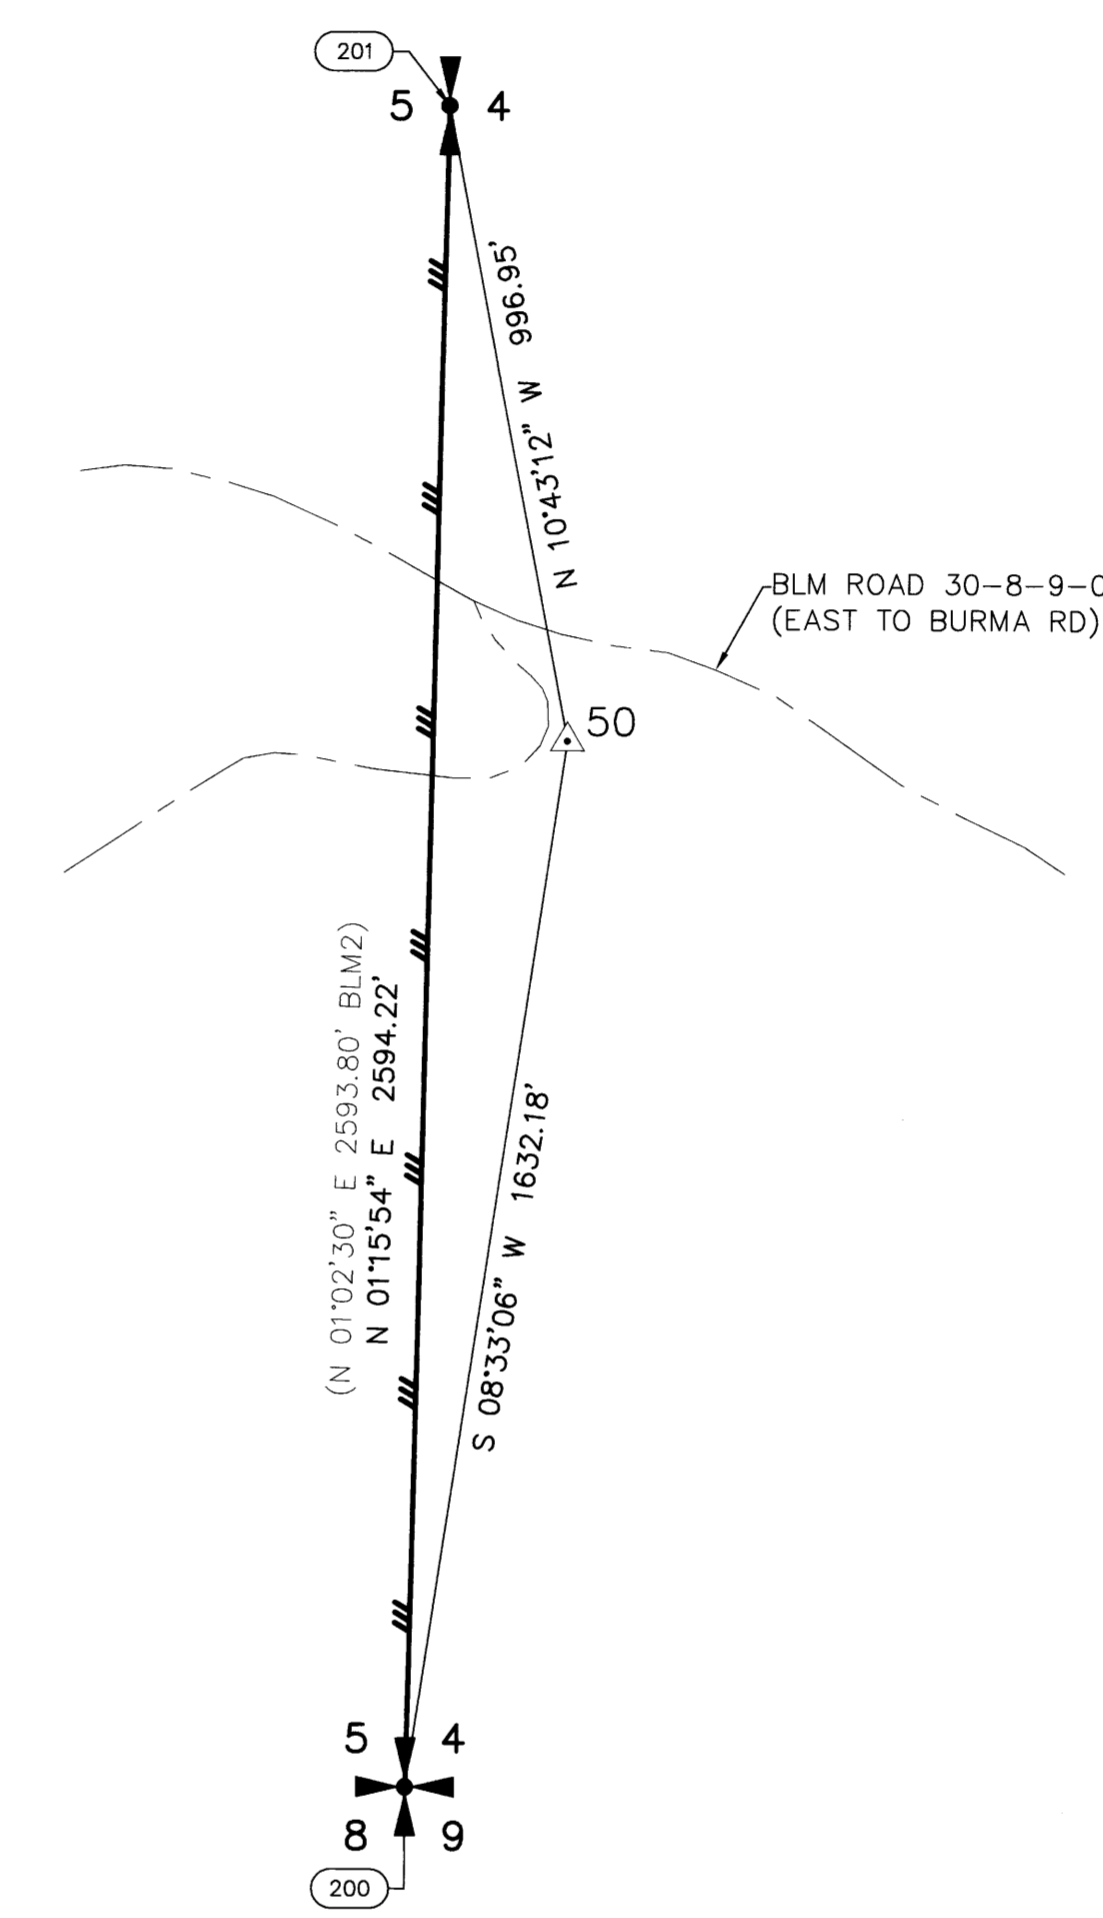 201
5 4
N 10°43'12" W 996.95'
BLM ROAD 30-8-9-0
(EAST TO BURMA RD)
50
(N 01°02'30" E 2593.80' BLM2)
N 01°15'54" E 2594.22'
S 08°33'06" W 1632.18'
5 4
8 9
200